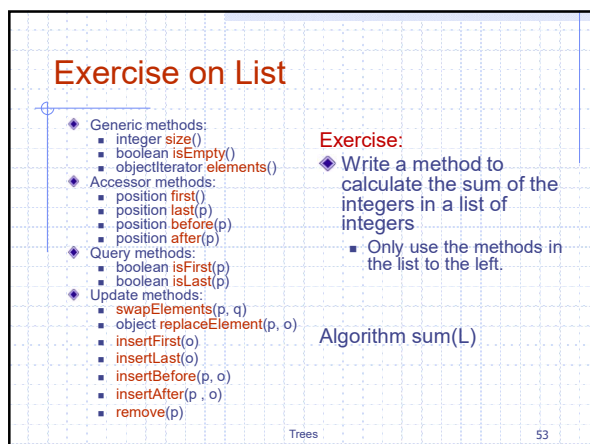 Exercise on List
Generic methods:
integer size()
boolean isEmpty()
objectIterator elements()
Accessor methods:
position first()
position last(p)
position before(p)
position after(p)
Query methods:
boolean isFirst(p)
boolean isLast(p)
Update methods:
swapElements(p, q)
object replaceElement(p, o)
insertFirst(o)
insertLast(o)
insertBefore(p, o)
insertAfter(p , o)
remove(p)
Exercise:
Write a method to
calculate the sum of the
integers in a list of
integers
Only use the methods in
the list to the left.
Algorithm sum(L)
Trees
53